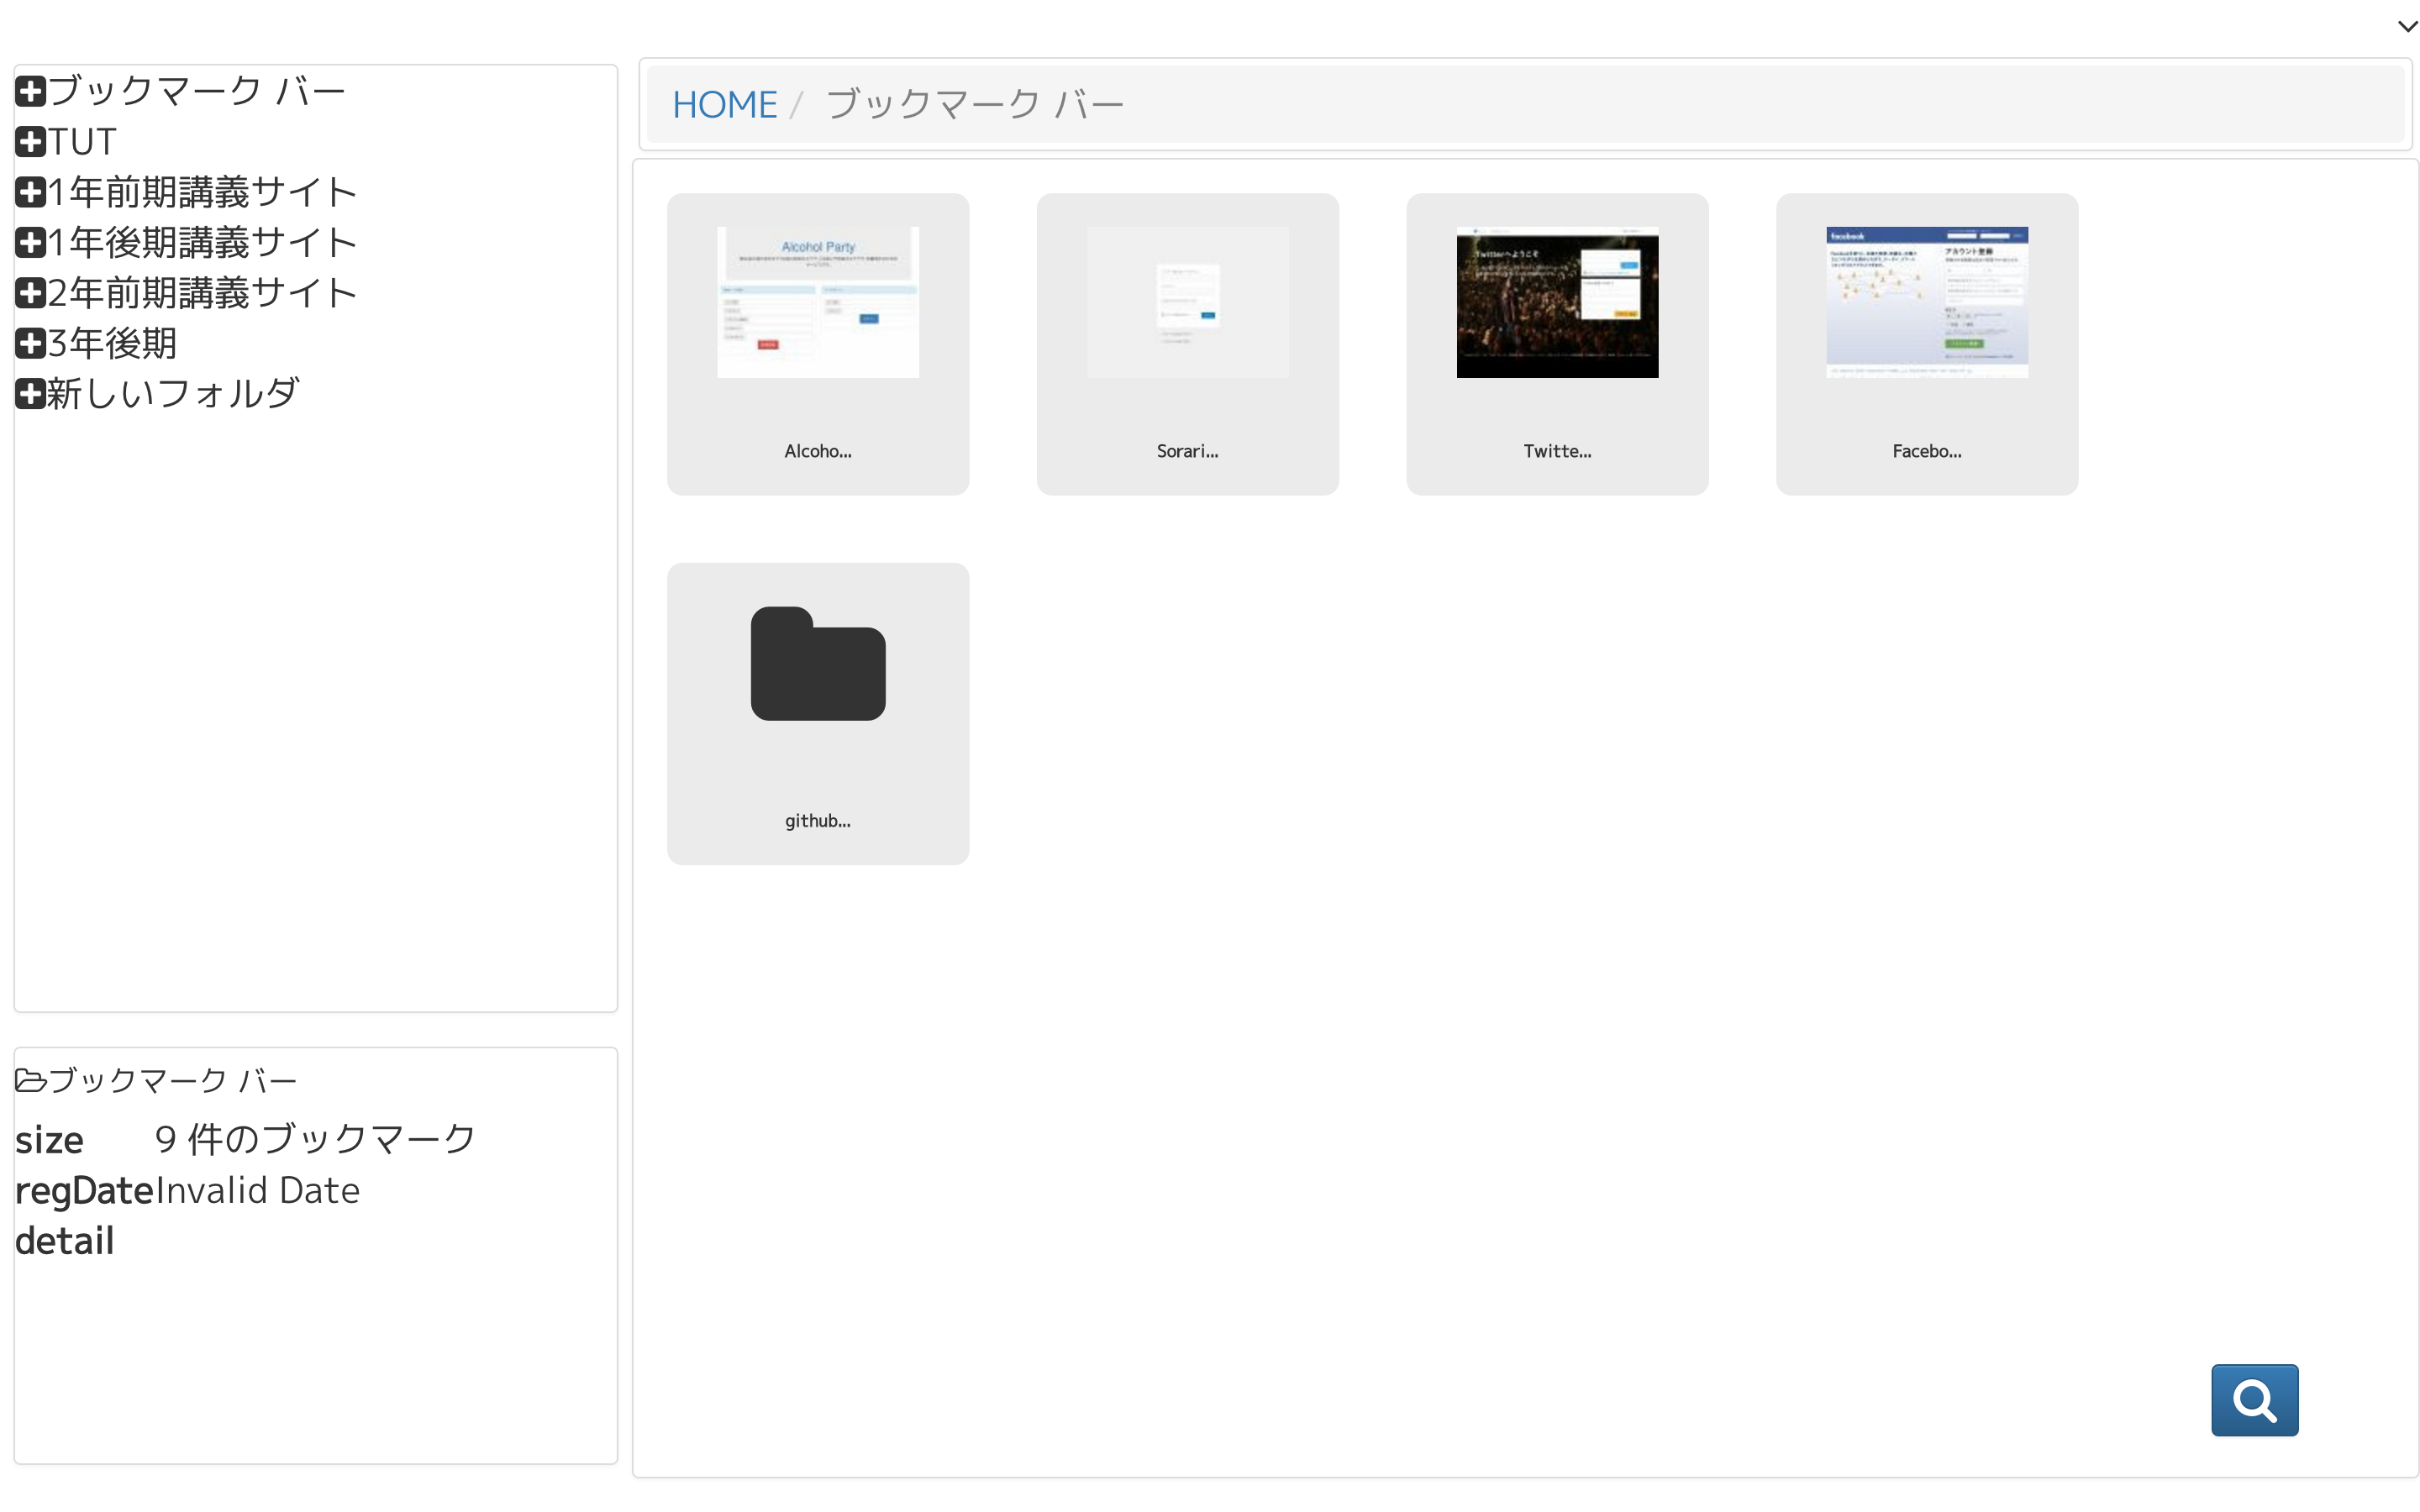 ブックマーク バー
TUT
1年前期講義サイト
1年後期講義サイト
2年前期講義サイト
3年後期
新しいフォルダ
ブックマーク バー
size 9 件のブックマーク
regDate Invalid Date
detail
HOME / ブックマーク バー
Alcohol Party
Twitterへようこそ
facebook
アカウント登録
Alcoho...
Sorari...
Twitte...
Facebo...
github...